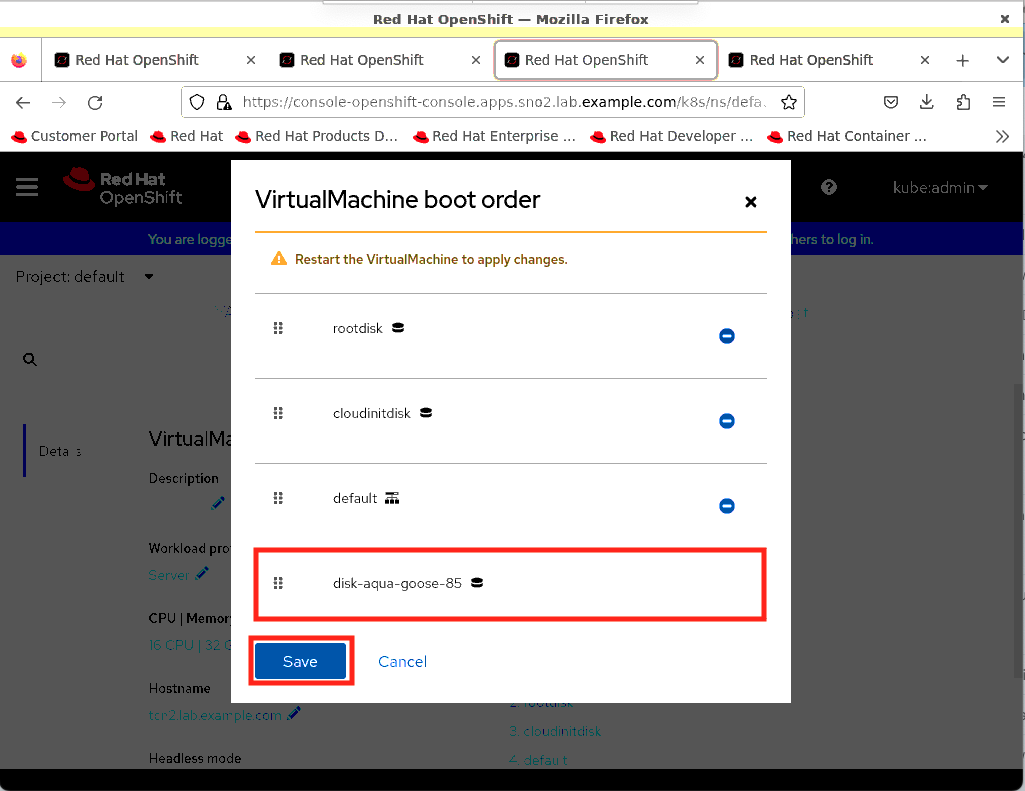 Red Hat OpenShift — Mozilla Firefox
Red Hat OpenShift
Red Hat OpenShift
Red Hat OpenShift
Red Hat OpenShift
https://console-openshift-console.apps.sno2.lab.example.com/k8s/ns/defa.
Customer Portal
Red Hat
Red Hat Products D...
Red Hat Enterprise ...
Red Hat Developer ...
Red Hat Container ...
Red Hat
OpenShift
kube:admin
You are logge
hers to log in.
Project: default
VirtualMachine boot order
Restart the VirtualMachine to apply changes.
rootdisk
cloudinitdisk
default
disk-aqua-goose-85
Save
Cancel
Details
VirtualMa
Description
Workload pro
Server
CPU | Memory
16 CPU | 32 G
Hostname
tcn2.lab.example.com
Headless mode
2. rootdisk
3. cloudinitdisk
4. default